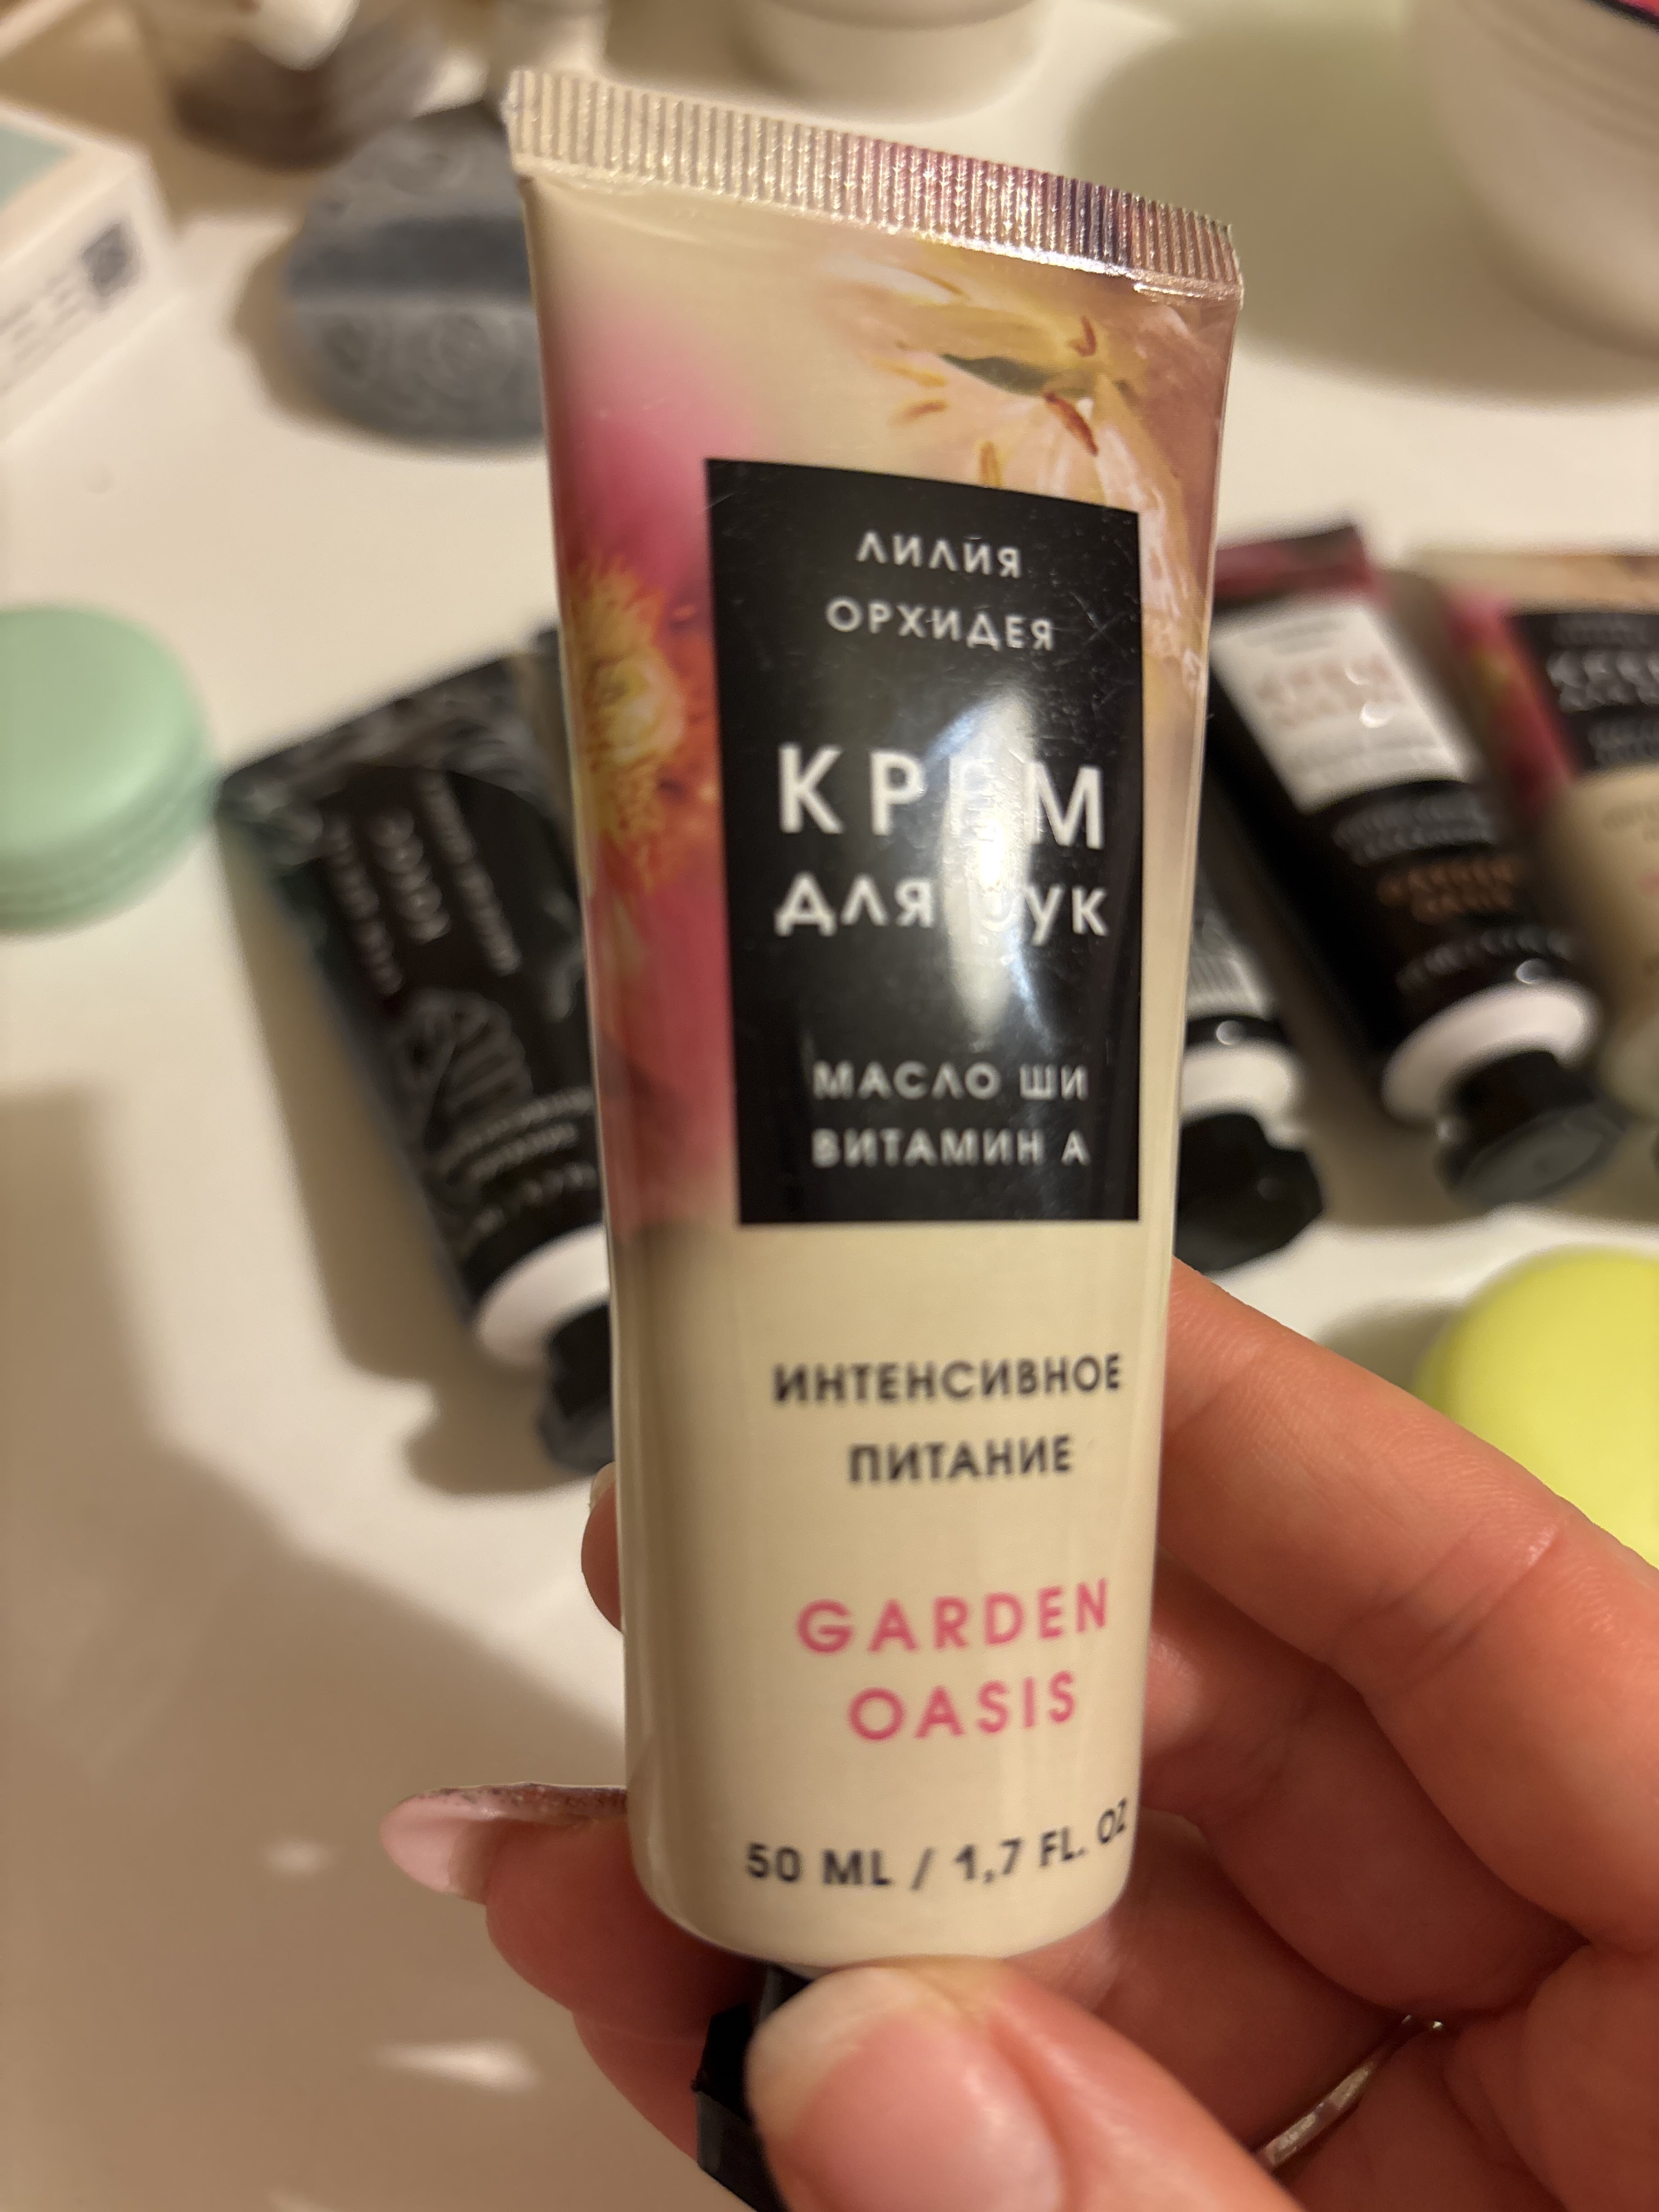 ЛИЛИЯ
ОРХИДЕЯ
КРЕМ
ДЛЯ РУК
МАСЛО ШИ
ВИТАМИН А
ИНТЕНСИВНОЕ
ПИТАНИЕ
GARDEN
OASIS
50 ML / 1,7 FL. OZ